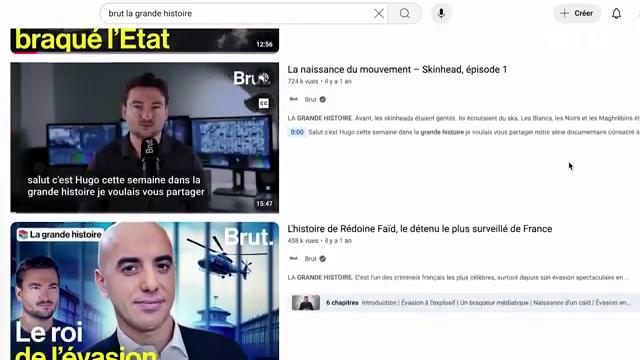 brut la grande histoire
Créer
braqué l'État
12:56
Brut.
salut c'est Hugo cette semaine dans la
grande histoire je voulais vous partager
15:47
La naissance du mouvement – Skinhead, épisode 1
724 k vues • il y a 1 an
Brut. Brut
LA GRANDE HISTOIRE. Avant, les skinheads étaient gentils. Ils écoutaient du ska. Les Blancs, les Noirs et les Maghrébins
0:00 Salut c'est Hugo cette semaine dans la grande histoire je voulais vous partager notre série documentaire consacré
La grande histoire
Brut.
Le roi
de l'évasion
L'histoire de Rédoine Faïd, le détenu le plus surveillé de France
458 k vues • il y a 1 an
Brut. Brut
LA GRANDE HISTOIRE. C'est l'un des criminels français les plus célèbres, surtout depuis son évasion spectaculaire en ...
6 chapitres Introduction | Évasion à l'explosif | Un braqueur médiatique | Naissance d'un caïd | Évasion en...